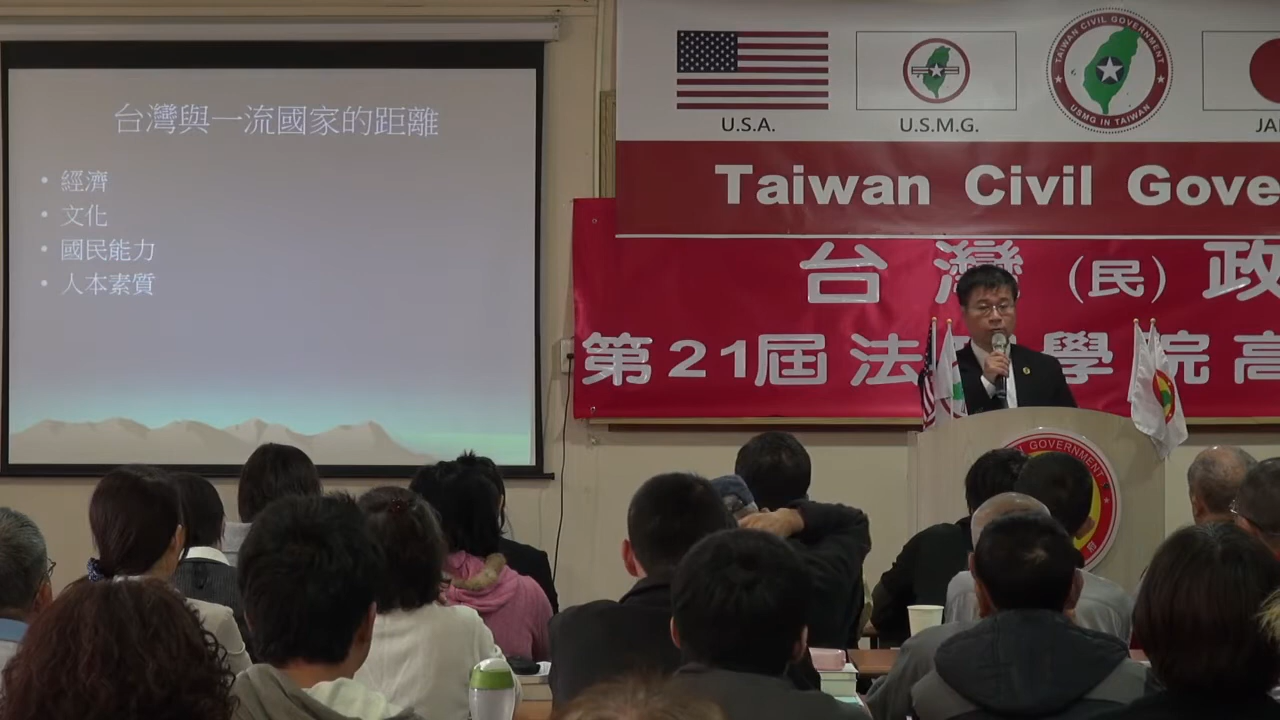 台灣與一流國家的距離
• 經濟
• 文化
• 國民能力
• 人本素質
U.S.A.
U.S.M.G.
TAIWAN CIVIL GOVERNMENT
USMG IN TAIWAN
JA
Taiwan Civil Gove
台灣（民）政
第21屆法 學院高
GOVERNMENT